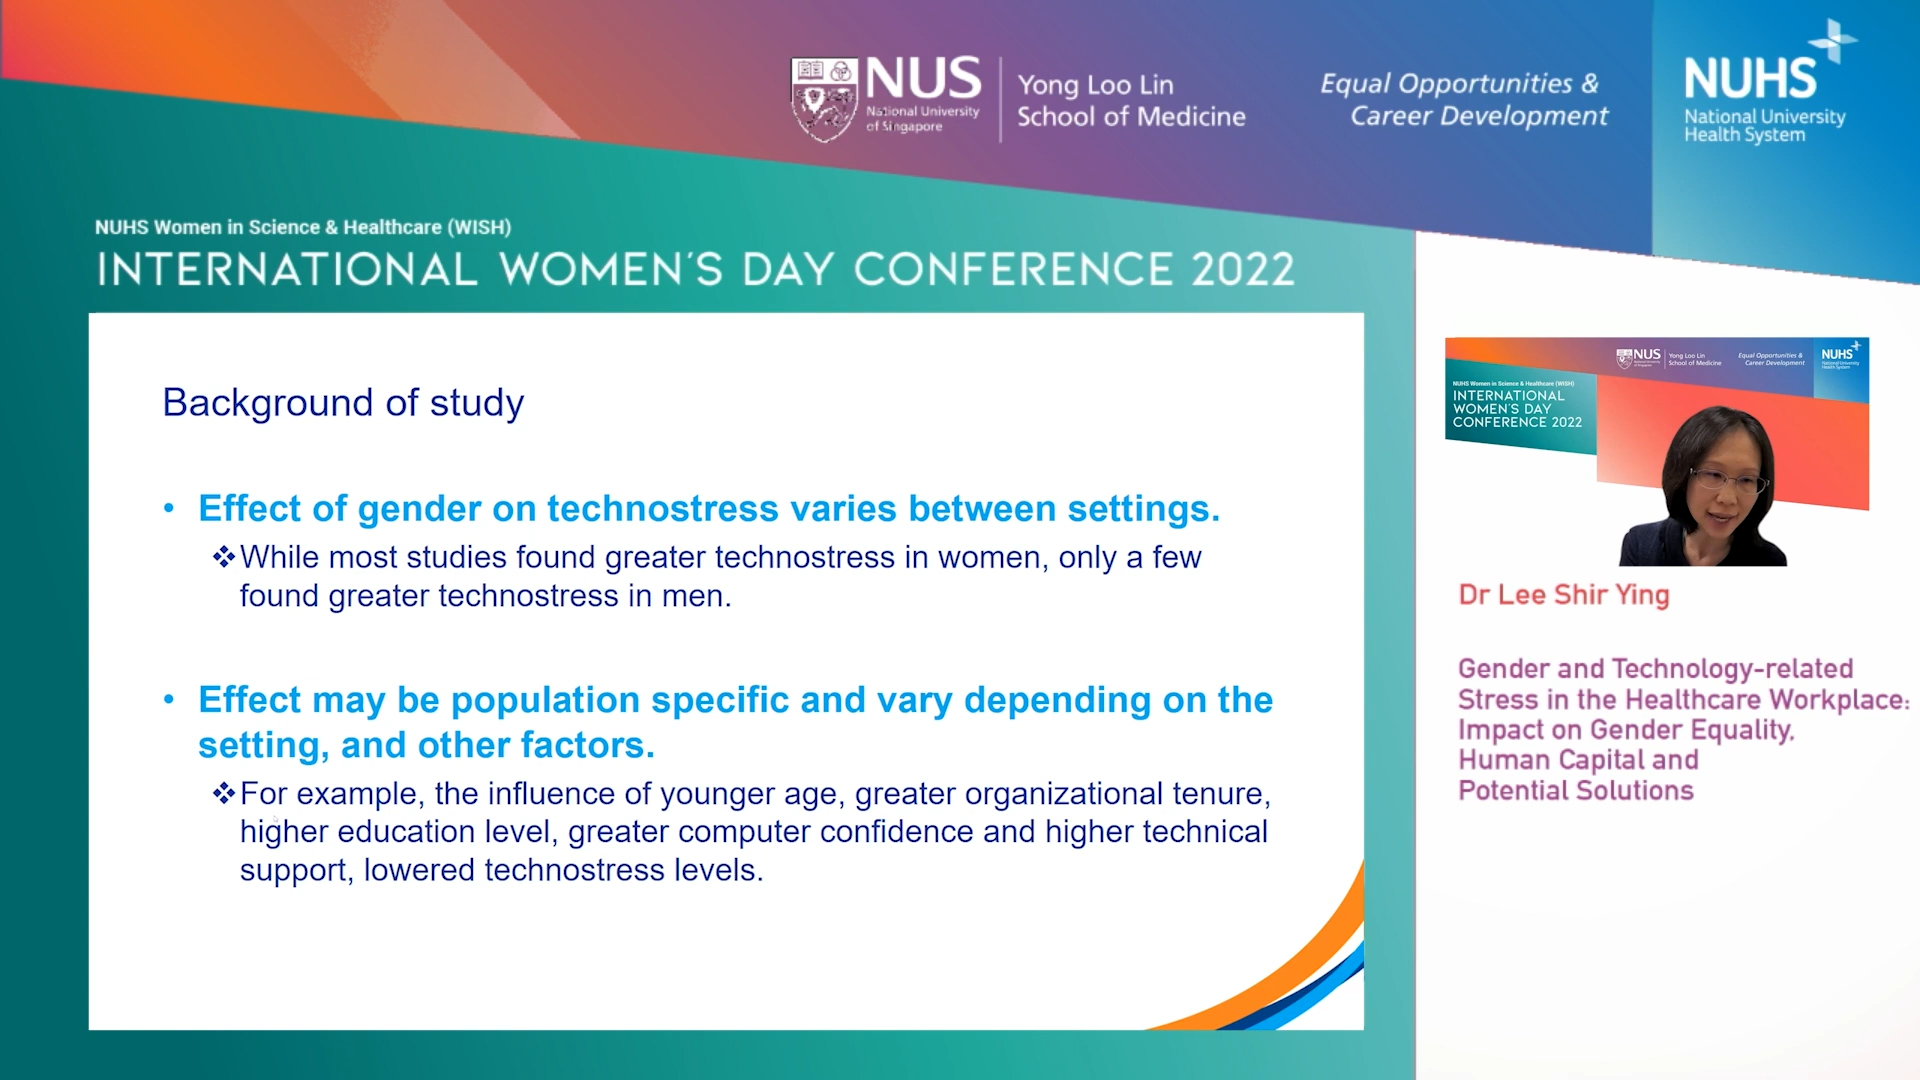 NUS
National University
of Singapore
Yong Loo Lin
School of Medicine
Equal Opportunities &
Career Development
NUHS
National University
Health System
NUHS Women in Science & Healthcare (WISH)
INTERNATIONAL WOMEN'S DAY CONFERENCE 2022
Background of study
• Effect of gender on technostress varies between settings.
❖While most studies found greater technostress in women, only a few
found greater technostress in men.
• Effect may be population specific and vary depending on the
setting, and other factors.
❖For example, the influence of younger age, greater organizational tenure,
higher education level, greater computer confidence and higher technical
support, lowered technostress levels.
NUS
Yong Loo Lin
School of Medicine
Equal Opportunities &
Career Development
NUHS
National University
Health System
NUHS Women in Science & Healthcare (WISH)
INTERNATIONAL
WOMEN'S DAY
CONFERENCE 2022
Dr Lee Shir Ying
Gender and Technology-related
Stress in the Healthcare Workplace:
Impact on Gender Equality,
Human Capital and
Potential Solutions